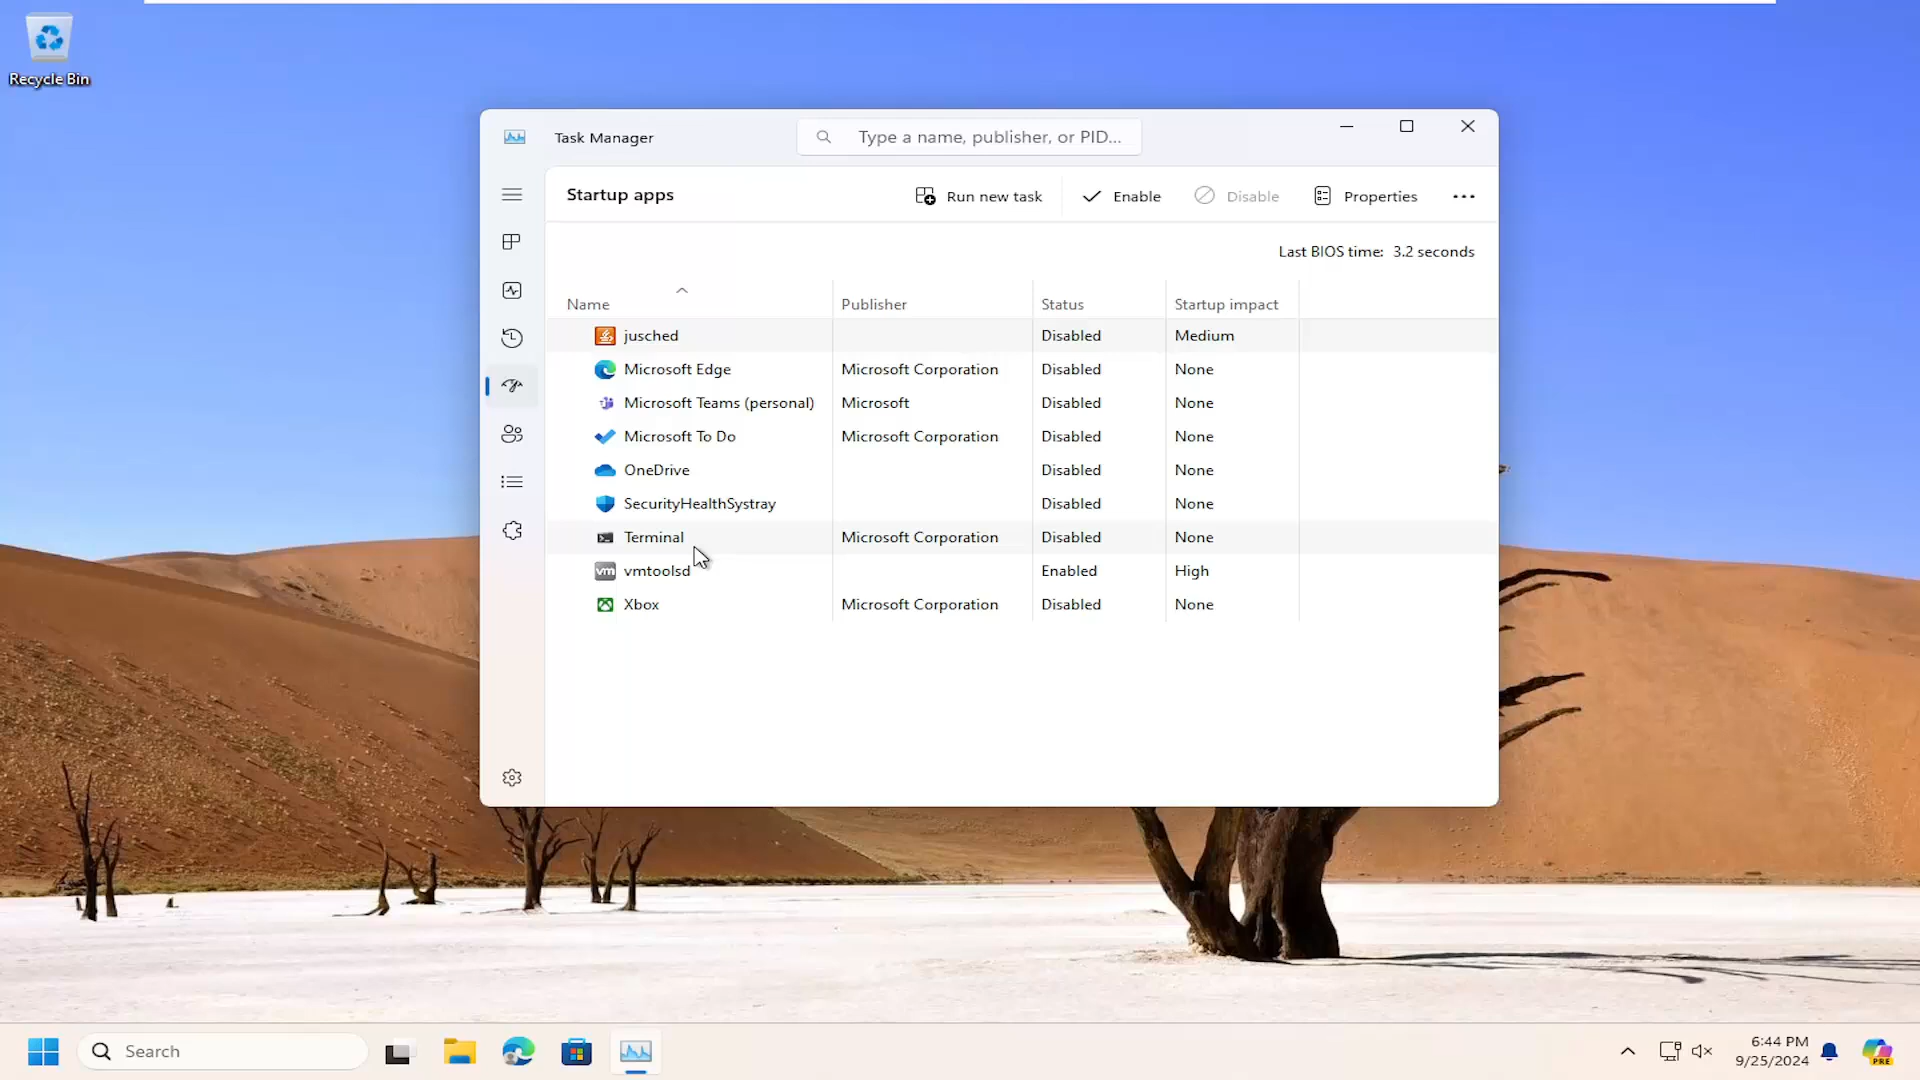 Recycle Bin
Task Manager
Type a name, publisher, or PID...
Startup apps
Run new task
Enable
Disable
Properties
Last BIOS time: 3.2 seconds
Name Publisher Status Startup impact
jusched Disabled Medium
Microsoft Edge Microsoft Corporation Disabled None
Microsoft Teams (personal) Microsoft Disabled None
Microsoft To Do Microsoft Corporation Disabled None
OneDrive Disabled None
SecurityHealthSystray Disabled None
Terminal Microsoft Corporation Disabled None
vm vmtoolsd Enabled High
Xbox Microsoft Corporation Disabled None
Search
6:44 PM
9/25/2024
PRE